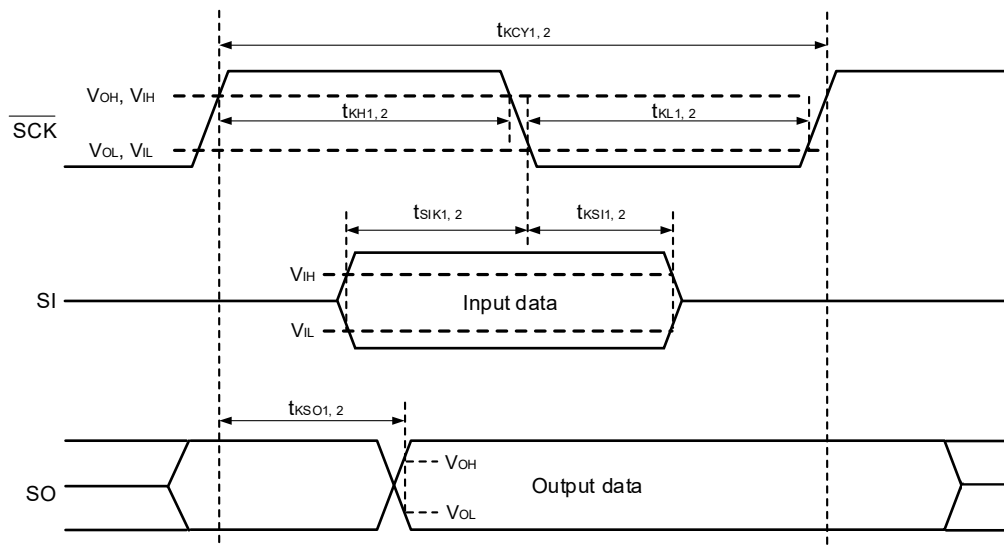 tKCY1, 2
VOH, VIH
tKH1, 2
tKL1, 2
SCK
VOL, VIL
tSIK1, 2
tKSI1, 2
VIH
SI
Input data
VIL
tKSO1, 2
VOH
SO
Output data
VOL